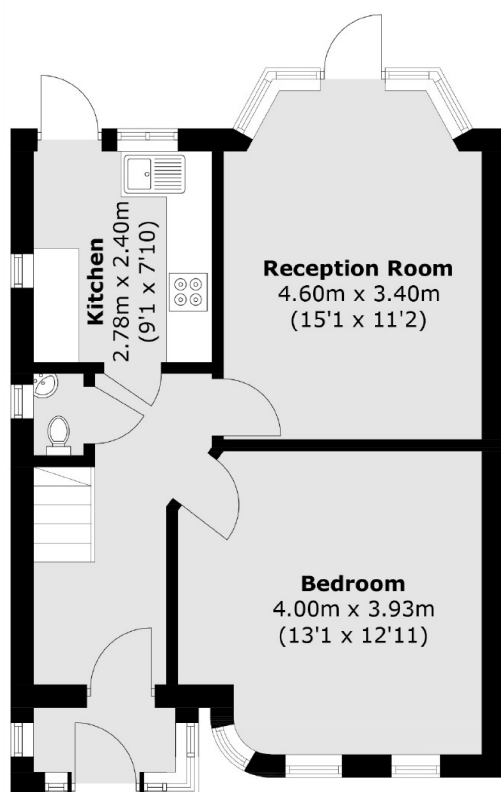 Kitchen
2.78m x 2.40m
(9'1 x 7'10)
Reception Room
4.60m x 3.40m
(15'1 x 11'2)
Bedroom
4.00m x 3.93m
(13'1 x 12'11)